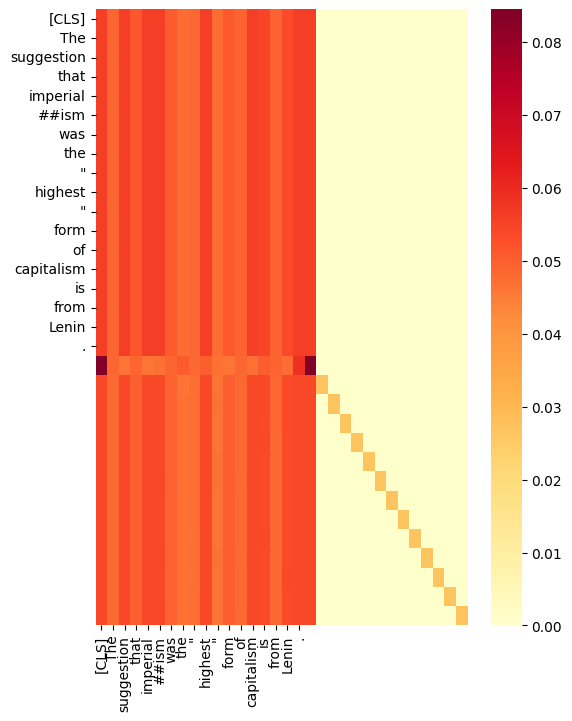 [CLS]
The
suggestion
that
imperial
##ism
was
the
"
highest
"
form
of
capitalism
is
from
Lenin
.
0.08
0.07
0.06
0.05
0.04
0.03
0.02
0.01
0.00
[CLS]
The
suggestion
that
imperial
##ism
was
the
"
highest
"
form
of
capitalism
is
from
Lenin
.